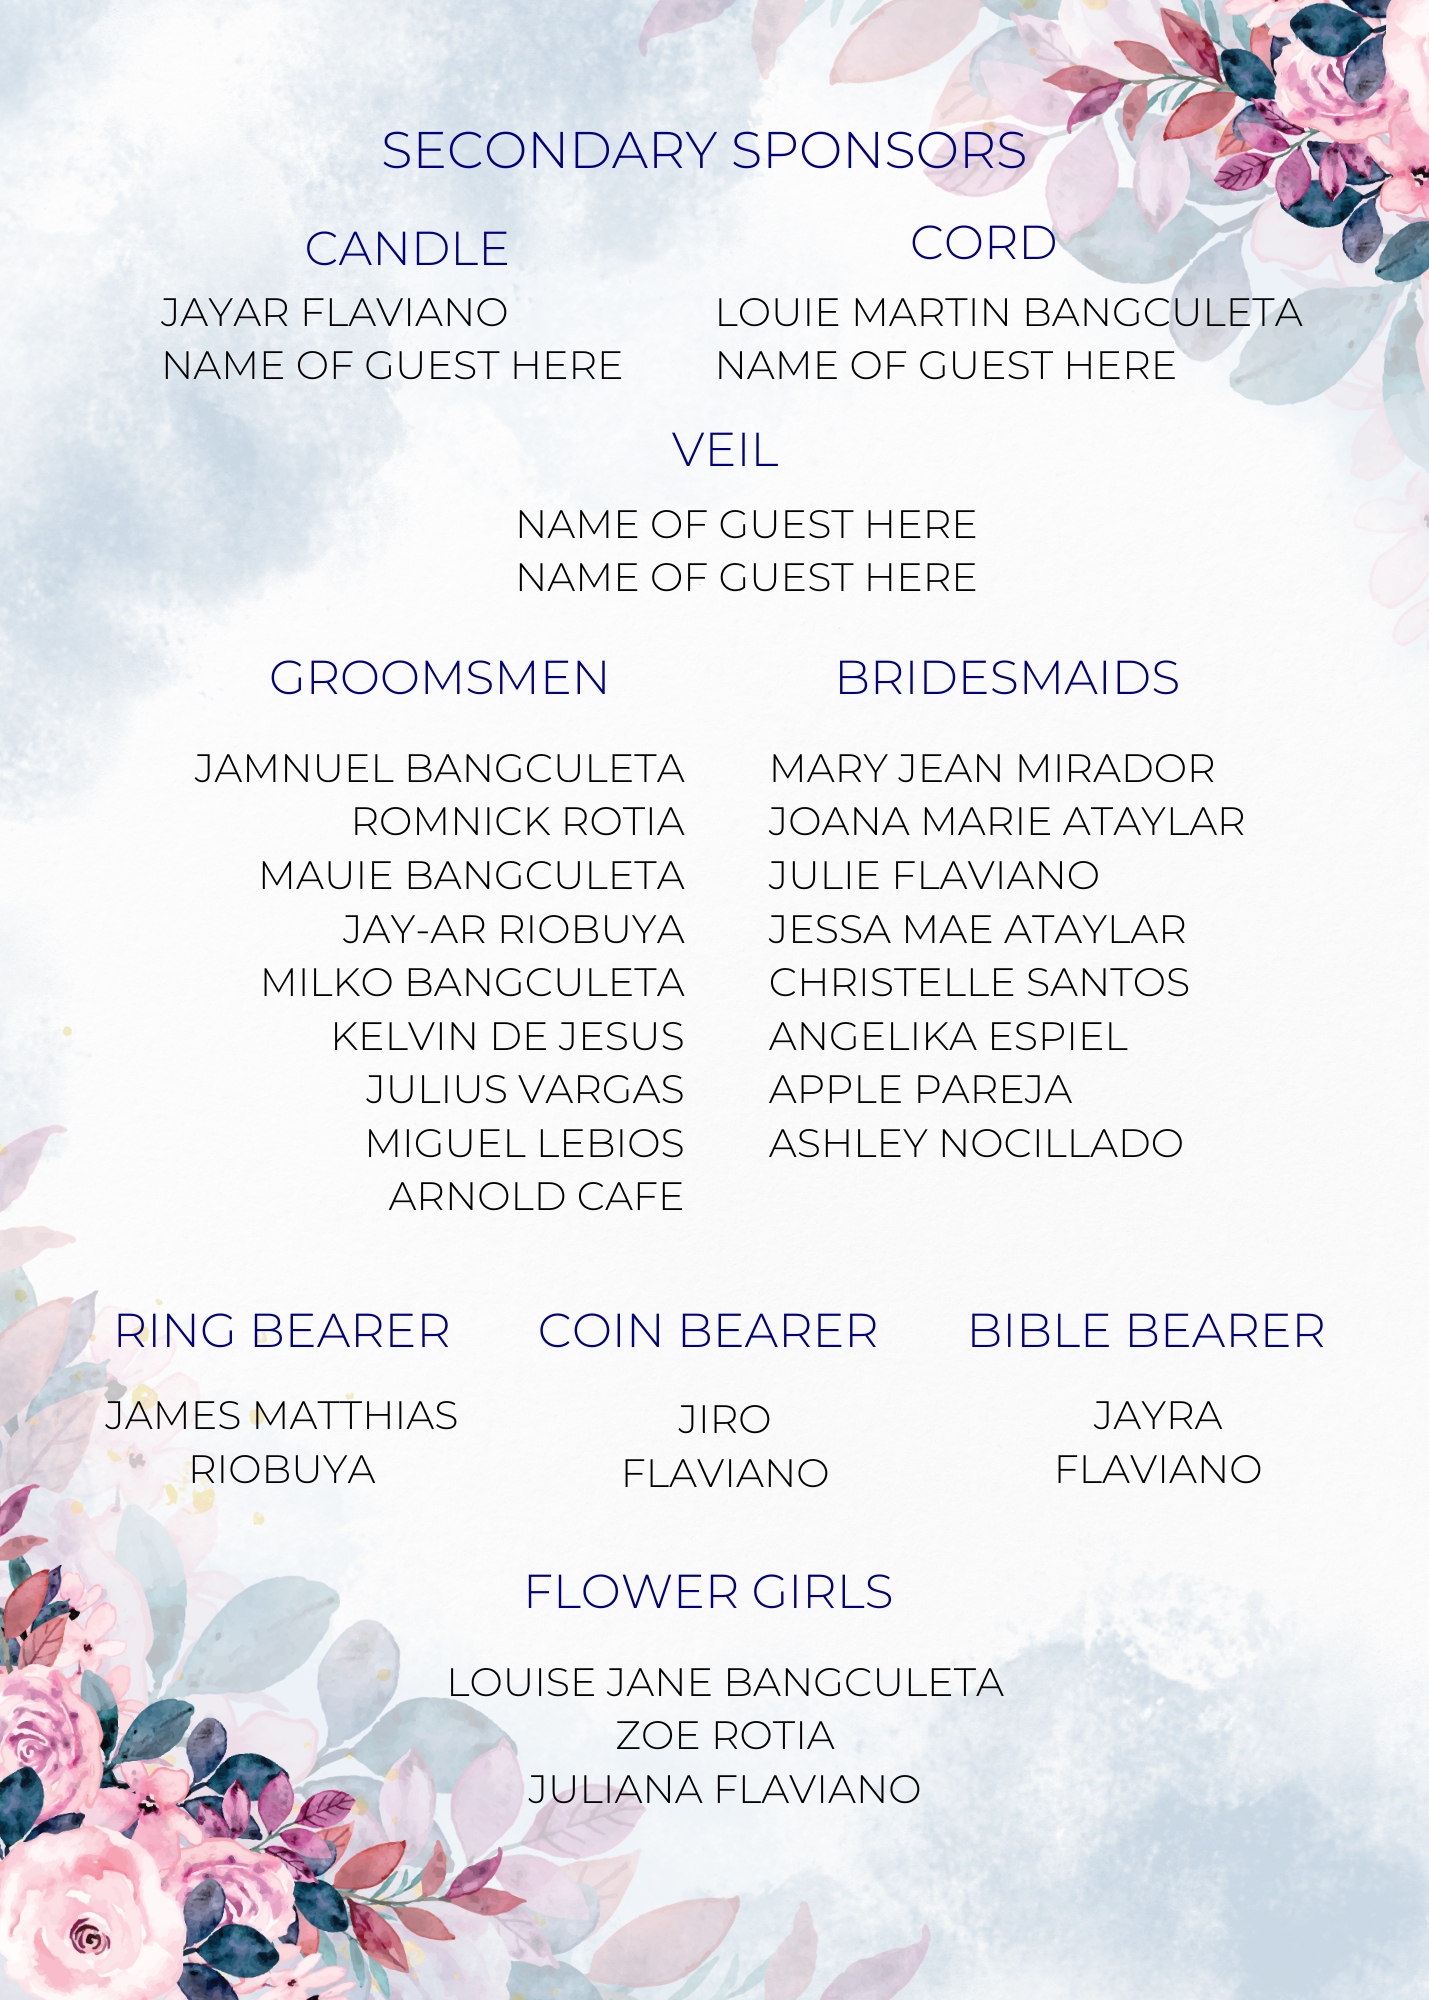 SECONDARY SPONSORS
CANDLE
JAYAR FLAVIANO
NAME OF GUEST HERE
CORD
LOUIE MARTIN BANGCULETA
NAME OF GUEST HERE
VEIL
NAME OF GUEST HERE
NAME OF GUEST HERE
GROOMSMEN
JAMNUEL BANGCULETA
ROMNICK ROTIA
MAUIE BANGCULETA
JAY-AR RIOBUYA
MILKO BANGCULETA
KELVIN DE JESUS
JULIUS VARGAS
MIGUEL LEBIOS
ARNOLD CAFE
BRIDESMAIDS
MARY JEAN MIRADOR
JOANA MARIE ATAYLAR
JULIE FLAVIANO
JESSA MAE ATAYLAR
CHRISTELLE SANTOS
ANGELIKA ESPIEL
APPLE PAREJA
ASHLEY NOCILLADO
RING BEARER
JAMES MATTHIAS
RIOBUYA
COIN BEARER
JIRO
FLAVIANO
BIBLE BEARER
JAYRA
FLAVIANO
FLOWER GIRLS
LOUISE JANE BANGCULETA
ZOE ROTIA
JULIANA FLAVIANO